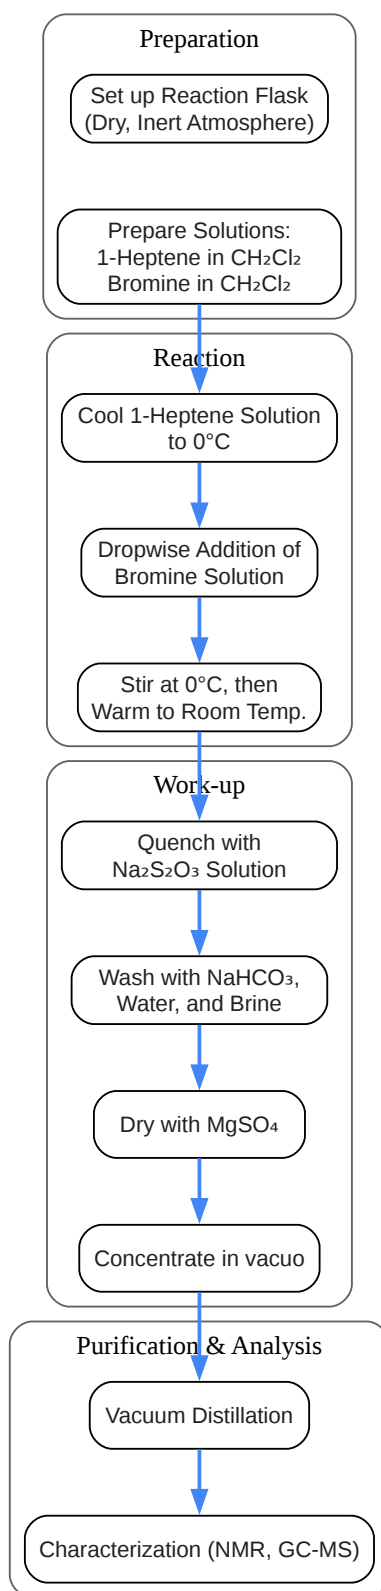 Preparation
Set up Reaction Flask
(Dry, Inert Atmosphere)
Prepare Solutions:
1-Heptene in CH₂Cl₂
Bromine in CH₂Cl₂
Reaction
Cool 1-Heptene Solution
to 0°C
Dropwise Addition of
Bromine Solution
Stir at 0°C, then
Warm to Room Temp.
Work-up
Quench with
Na₂S₂O₃ Solution
Wash with NaHCO₃,
Water, and Brine
Dry with MgSO₄
Concentrate in vacuo
Purification & Analysis
Vacuum Distillation
Characterization (NMR, GC-MS)